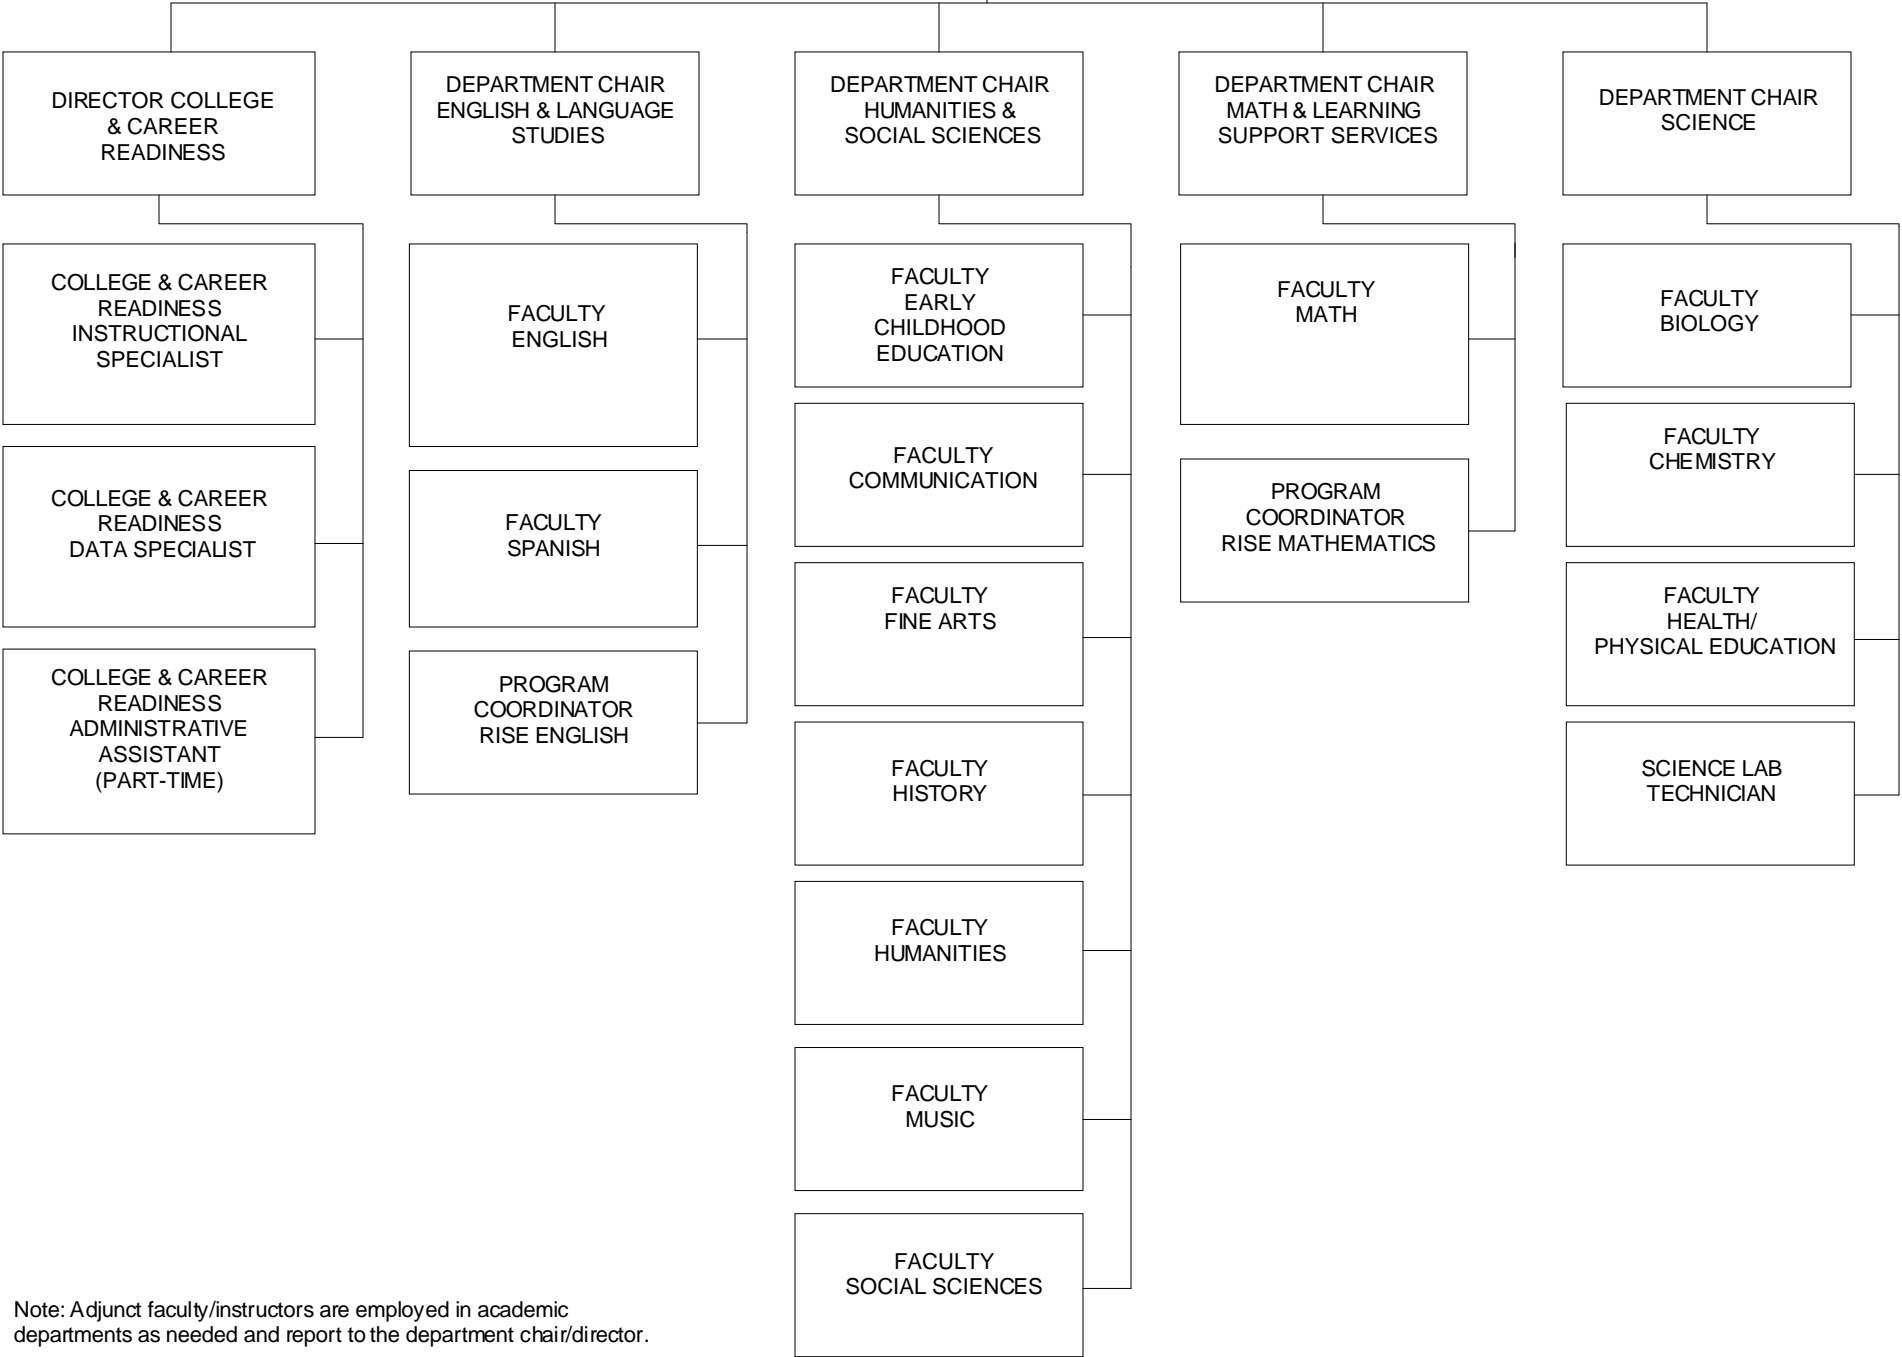 DIRECTOR COLLEGE
& CAREER
READINESS
DEPARTMENT CHAIR
ENGLISH & LANGUAGE
STUDIES
DEPARTMENT CHAIR
HUMANITIES &
SOCIAL SCIENCES
DEPARTMENT CHAIR
MATH & LEARNING
SUPPORT SERVICES
DEPARTMENT CHAIR
SCIENCE
COLLEGE & CAREER
READINESS
INSTRUCTIONAL
SPECIALIST
COLLEGE & CAREER
READINESS
DATA SPECIALIST
COLLEGE & CAREER
READINESS
ADMINISTRATIVE
ASSISTANT
(PART-TIME)
FACULTY
ENGLISH
FACULTY
SPANISH
PROGRAM
COORDINATOR
RISE ENGLISH
FACULTY
EARLY
CHILDHOOD
EDUCATION
FACULTY
COMMUNICATION
FACULTY
FINE ARTS
FACULTY
HISTORY
FACULTY
HUMANITIES
FACULTY
MUSIC
FACULTY
SOCIAL SCIENCES
FACULTY
MATH
PROGRAM
COORDINATOR
RISE MATHEMATICS
FACULTY
BIOLOGY
FACULTY
CHEMISTRY
FACULTY
HEALTH/
PHYSICAL EDUCATION
SCIENCE LAB
TECHNICIAN
Note: Adjunct faculty/instructors are employed in academic
departments as needed and report to the department chair/director.